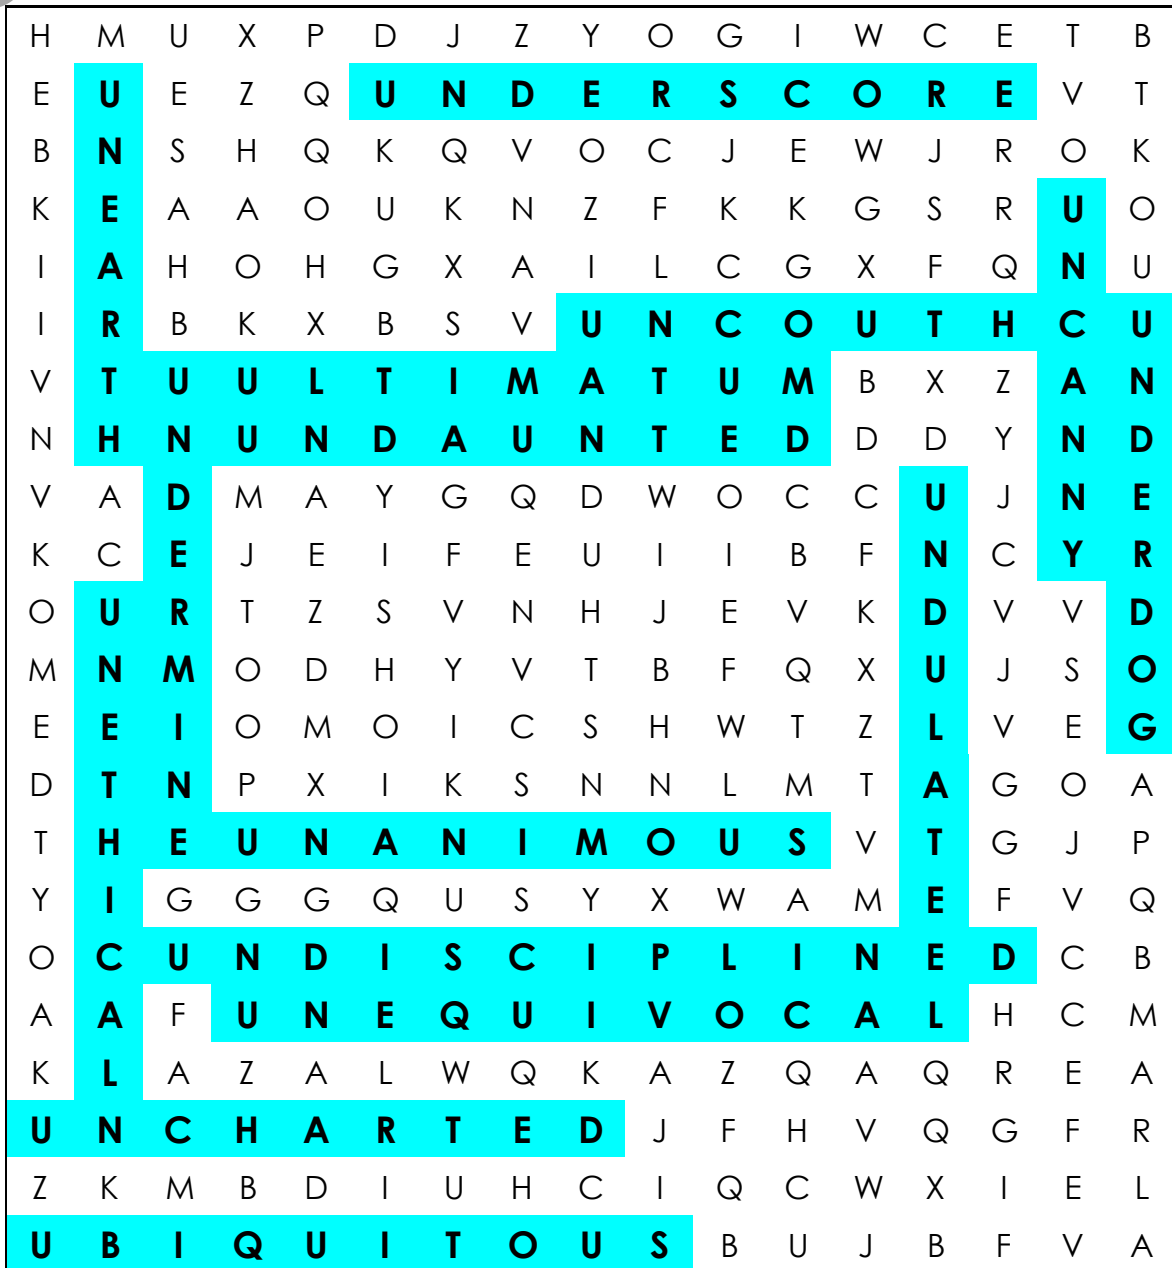 H M U X P D J Z Y O G I W C E T B
E U E Z Q U N D E R S C O R E V T
B N S H Q K Q V O C J E W J R O K
K E A A O U K N Z F K K G S R U O
I A H O H G X A I L C G X F Q N U
I R B K X B S V U N C O U T H C U
V T U U L T I M A T U M B X Z A N
N H N U N D A U N T E D D D Y N D
V A D M A Y G Q D W O C C U J N E
K C E J E I F E U I I B F N C Y R
O U R T Z S V N H J E V K D V V D
M N M O D H Y V T B F Q X U J S O
E E I O M O I C S H W T Z L V E G
D T N P X I K S N N L M T A G O A
T H E U N A N I M O U S V T G J P
Y I G G G Q U S Y X W A M E F V Q
O C U N D I S C I P L I N E D C B
A A F U N E Q U I V O C A L H C M
K L A Z A L W Q K A Z Q A Q R E A
U N C H A R T E D J F H V Q G F R
Z K M B D I U H C I Q C W X I E L
U B I Q U I T O U S B U J B F V A